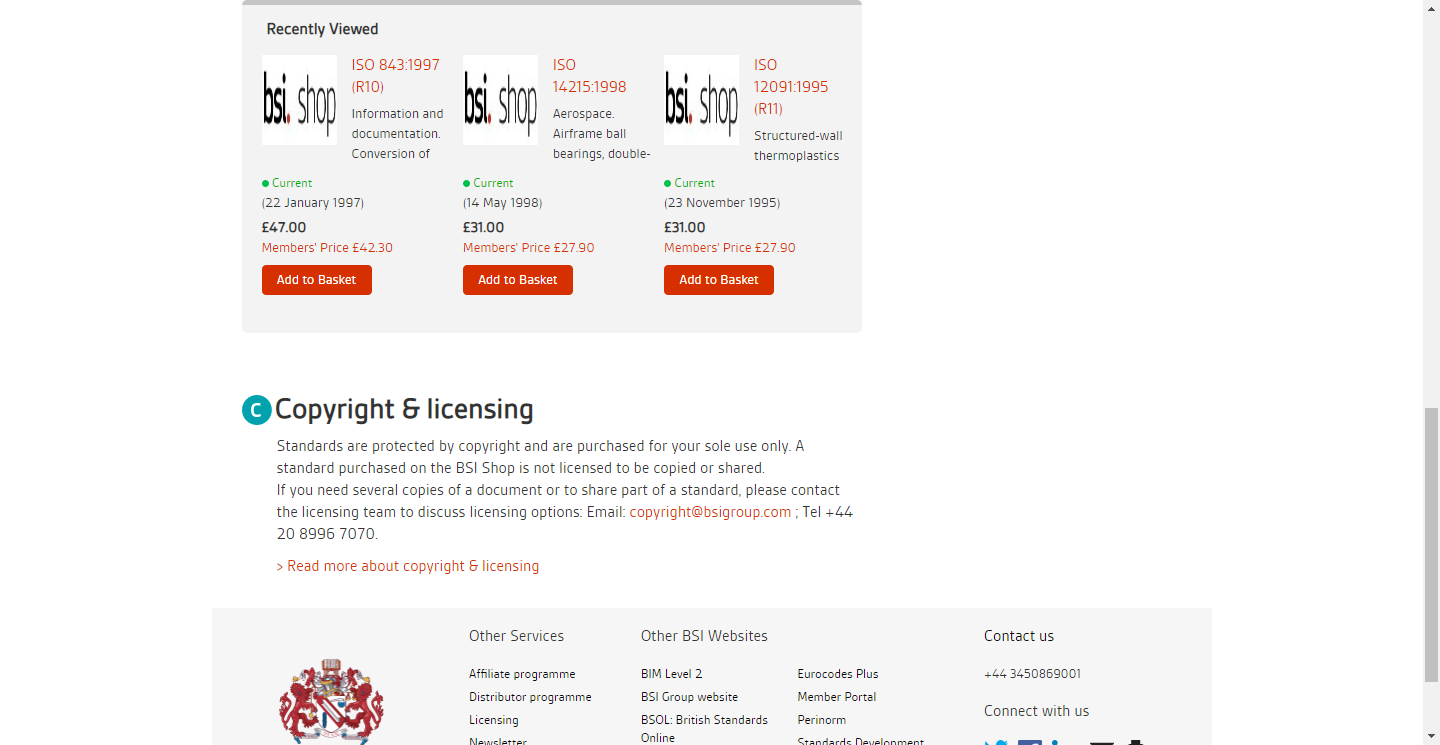 Recently Viewed
bsi. shop
ISO 843:1997
(R10)
Information and
documentation.
Conversion of
Current
(22 January 1997)
£47.00
Members' Price £42.30
Add to Basket
bsi. shop
ISO
14215:1998
Aerospace.
Airframe ball
bearings, double-
Current
(14 May 1998)
£31.00
Members' Price £27.90
Add to Basket
bsi. shop
ISO
12091:1995
(R11)
Structured-wall
thermoplastics
Current
(23 November 1995)
£31.00
Members' Price £27.90
Add to Basket
C Copyright & licensing
Standards are protected by copyright and are purchased for your sole use only. A
standard purchased on the BSI Shop is not licensed to be copied or shared.
If you need several copies of a document or to share part of a standard, please contact
the licensing team to discuss licensing options: Email: copyright@bsigroup.com ; Tel +44
20 8996 7070.
> Read more about copyright & licensing
Other Services
Affiliate programme
Distributor programme
Licensing
Newsletter
Other BSI Websites
BIM Level 2
BSI Group website
BSOL: British Standards
Online
Eurocodes Plus
Member Portal
Perinorm
Standards Development
Contact us
+44 3450869001
Connect with us